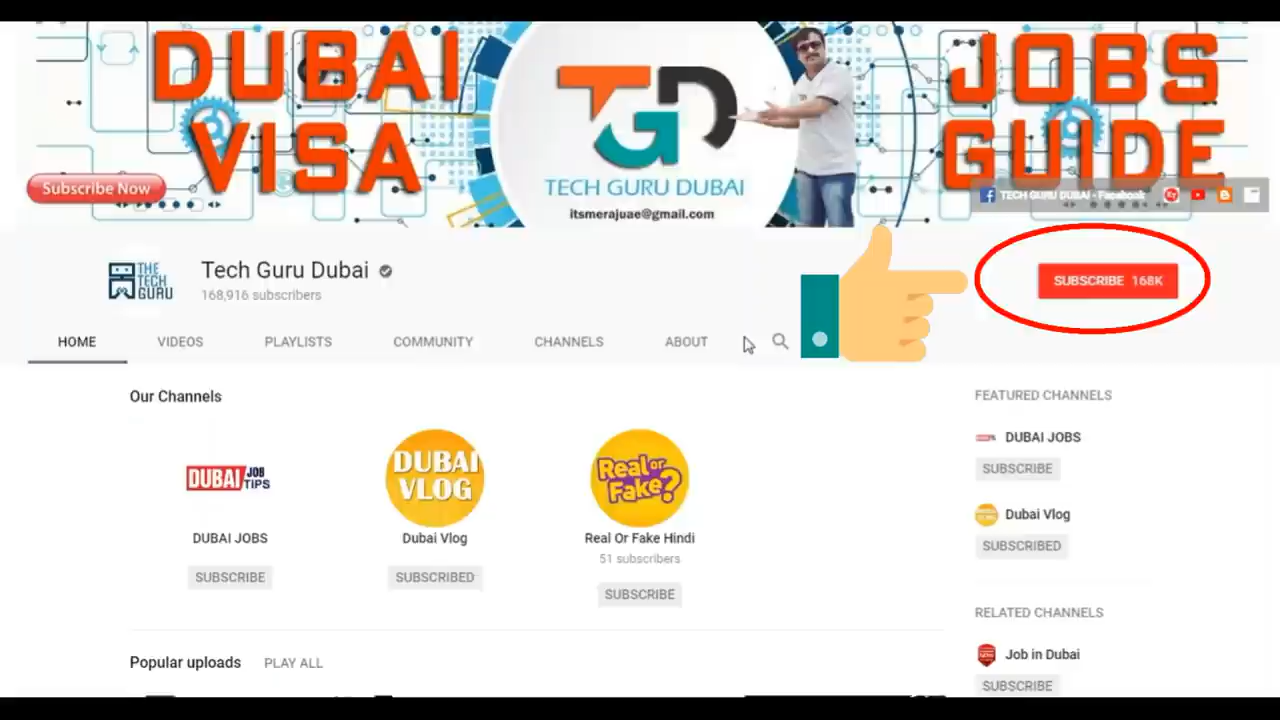 DUBAI
VISA
JOBS
GUIDE
TGD
TECH GURU DUBAI
itsmerajuae@gmail.com
Subscribe Now
TECH GURU DUBAI - Facebook
THE
TECH
GURU
Tech Guru Dubai
168,916 subscribers
SUBSCRIBE 168K
HOME VIDEOS PLAYLISTS COMMUNITY CHANNELS ABOUT
Our Channels
DUBAI JOB TIPS
DUBAI JOBS
SUBSCRIBE
DUBAI
VLOG
Dubai Vlog
SUBSCRIBED
Real or
Fake?
Real Or Fake Hindi
51 subscribers
SUBSCRIBE
Popular uploads PLAY ALL
FEATURED CHANNELS
DUBAI JOBS
SUBSCRIBE
Dubai Vlog
SUBSCRIBED
RELATED CHANNELS
Job in Dubai
SUBSCRIBE